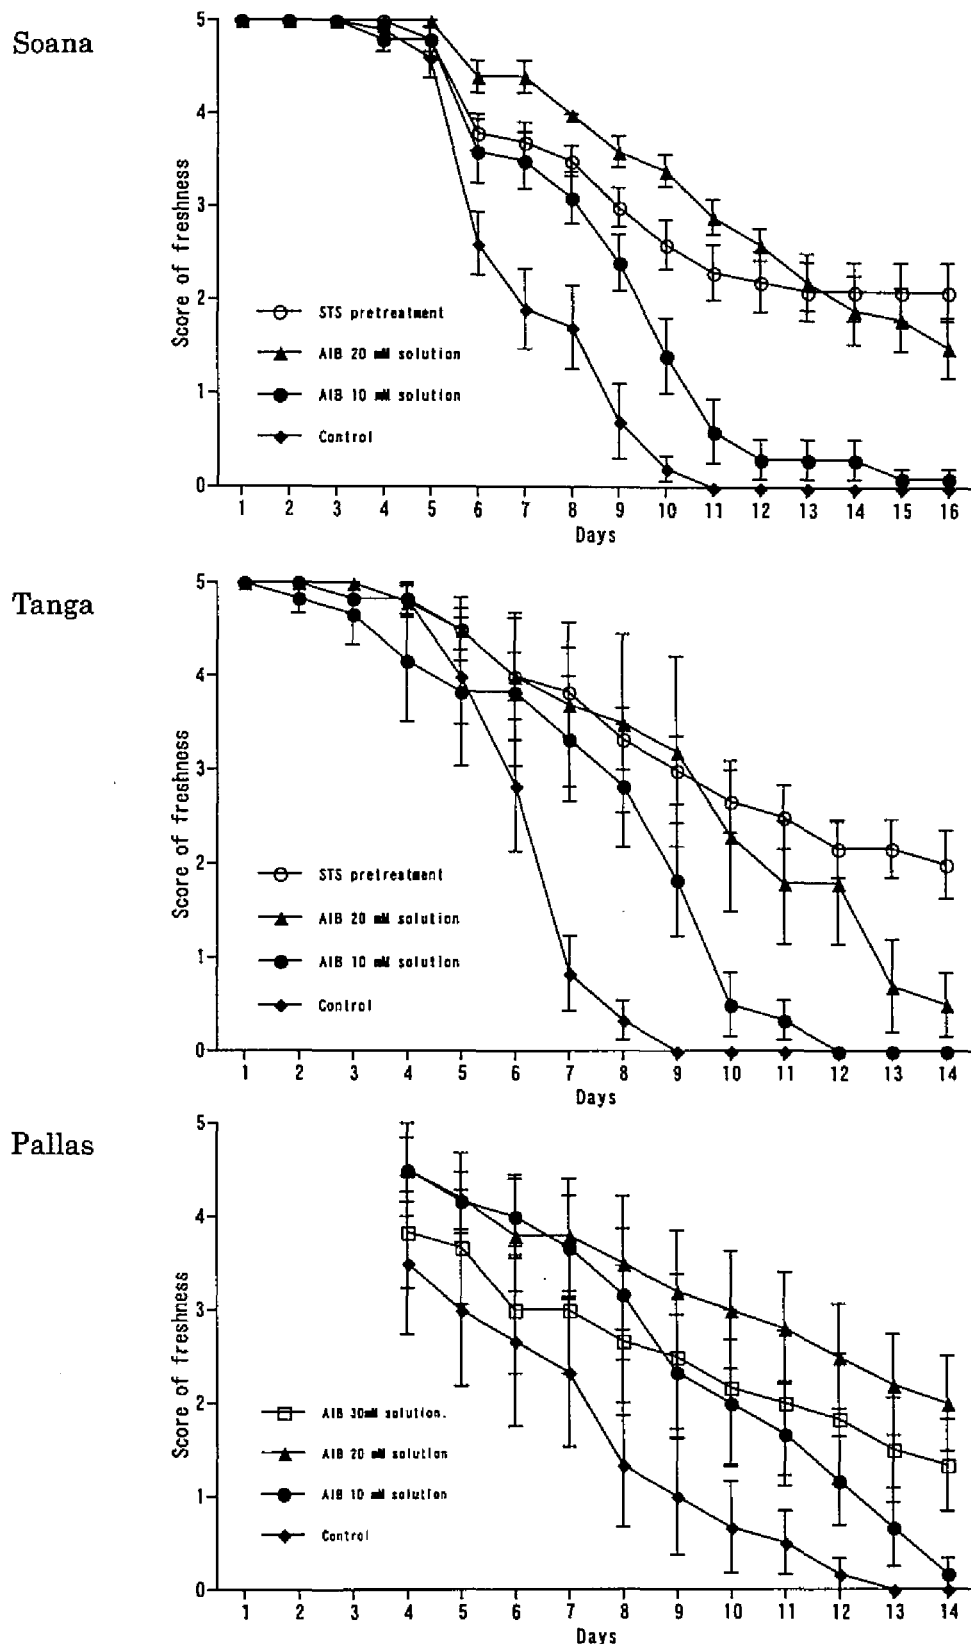 Soana
5
4
3
2
1
0
Score of freshness
STS pretreatment
AIB 20 mM solution
AIB 10 mM solution
Control
1 2 3 4 5 6 7 8 9 10 11 12 13 14 15 16
Days
Tanga
5
4
3
2
1
0
Score of freshness
STS pretreatment
AIB 20 mM solution
AIB 10 mM solution
Control
1 2 3 4 5 6 7 8 9 10 11 12 13 14
Days
Pallas
5
4
3
2
1
0
Score of freshness
AIB 30mM solution.
AIB 20 mM solution
AIB 10 mM solution
Control
1 2 3 4 5 6 7 8 9 10 11 12 13 14
Days